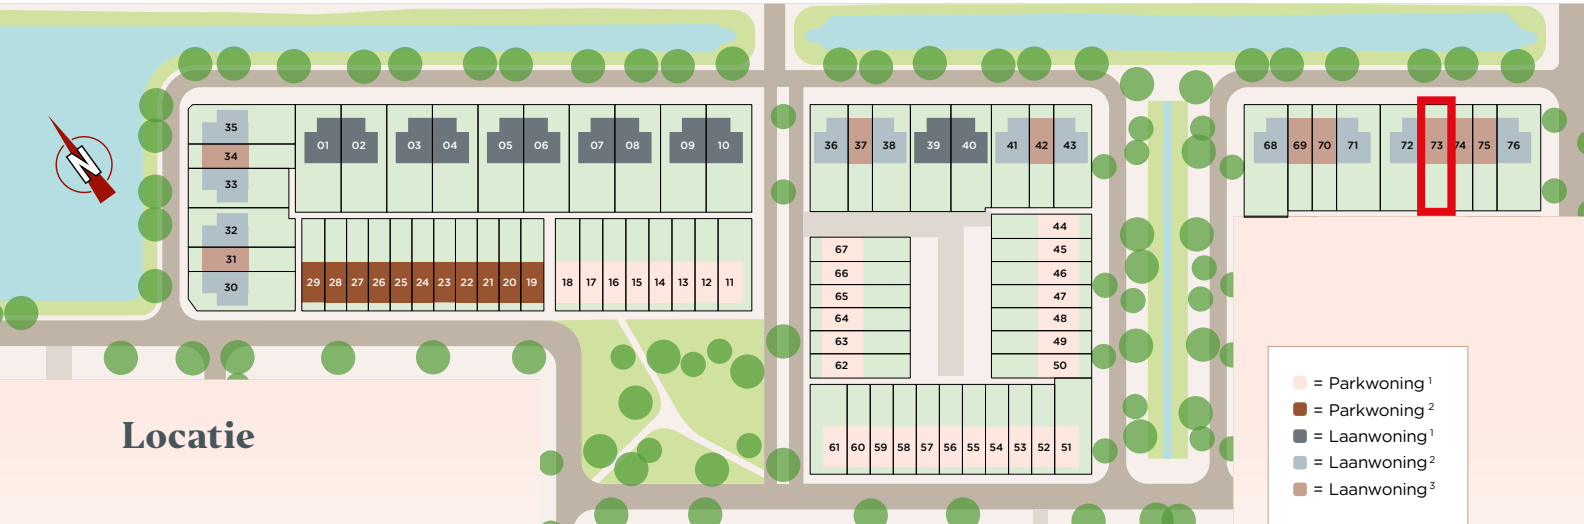 35
34
33
32
31
30
01 02 03 04 05 06 07 08 09 10
29 28 27 26 25 24 23 22 21 20 19
18 17 16 15 14 13 12 11
36 37 38 39 40 41 42 43
44
45
46
47
48
49
50
67
66
65
64
63
62
61 60 59 58 57 56 55 54 53 52 51
68 69 70 71 72 73 74 75 76
N
Locatie
= Parkwoning ¹
= Parkwoning ²
= Laanwoning ¹
= Laanwoning ²
= Laanwoning ³